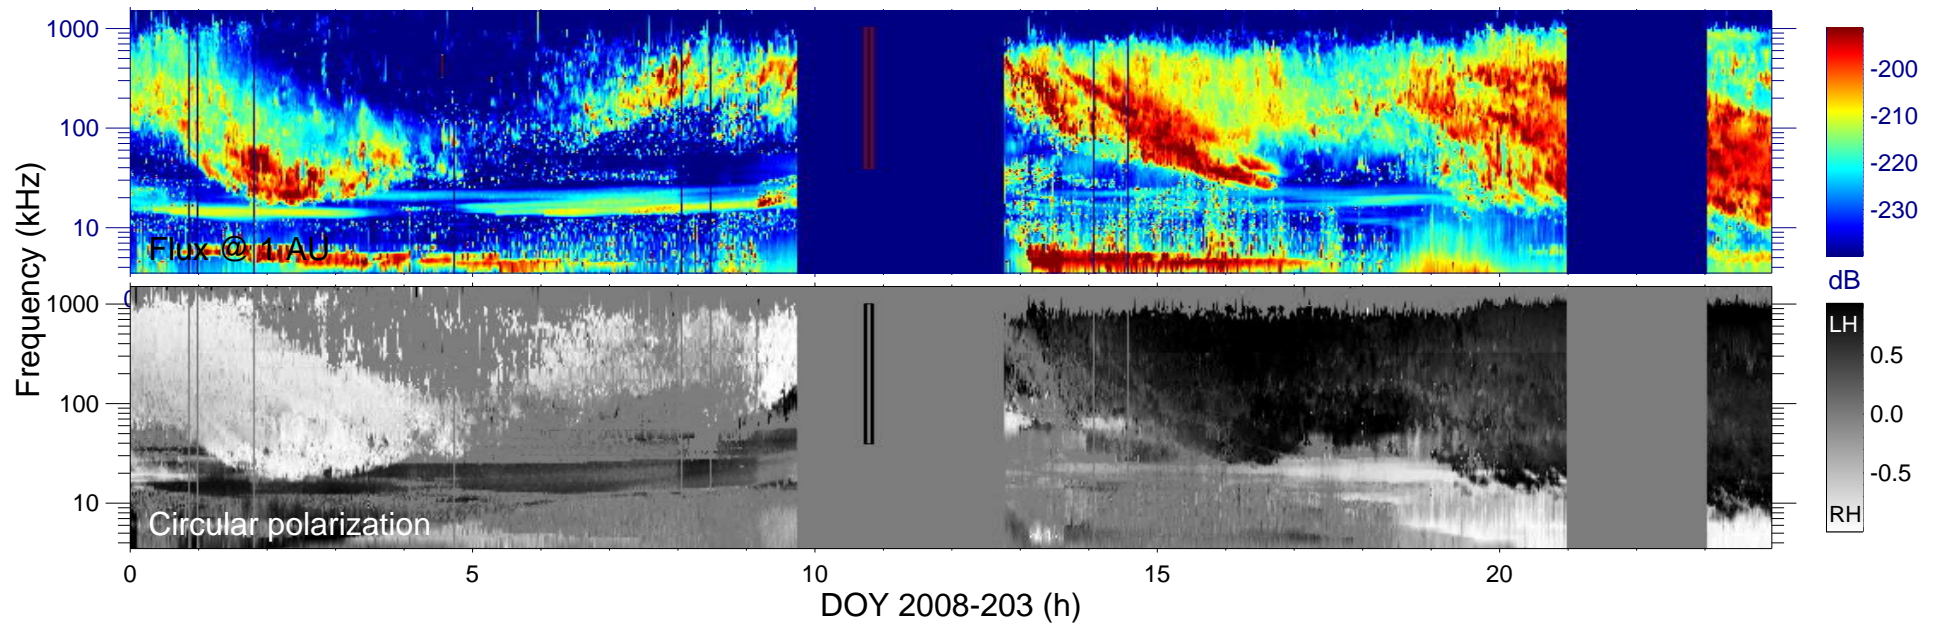 Frequency (kHz)
1000
100
10
Flux @ 1 AU
0
-200
-210
-220
-230
dB
1000
100
10
Circular polarization
LH
0.5
0.0
-0.5
RH
0
5
10
15
20
DOY 2008-203 (h)